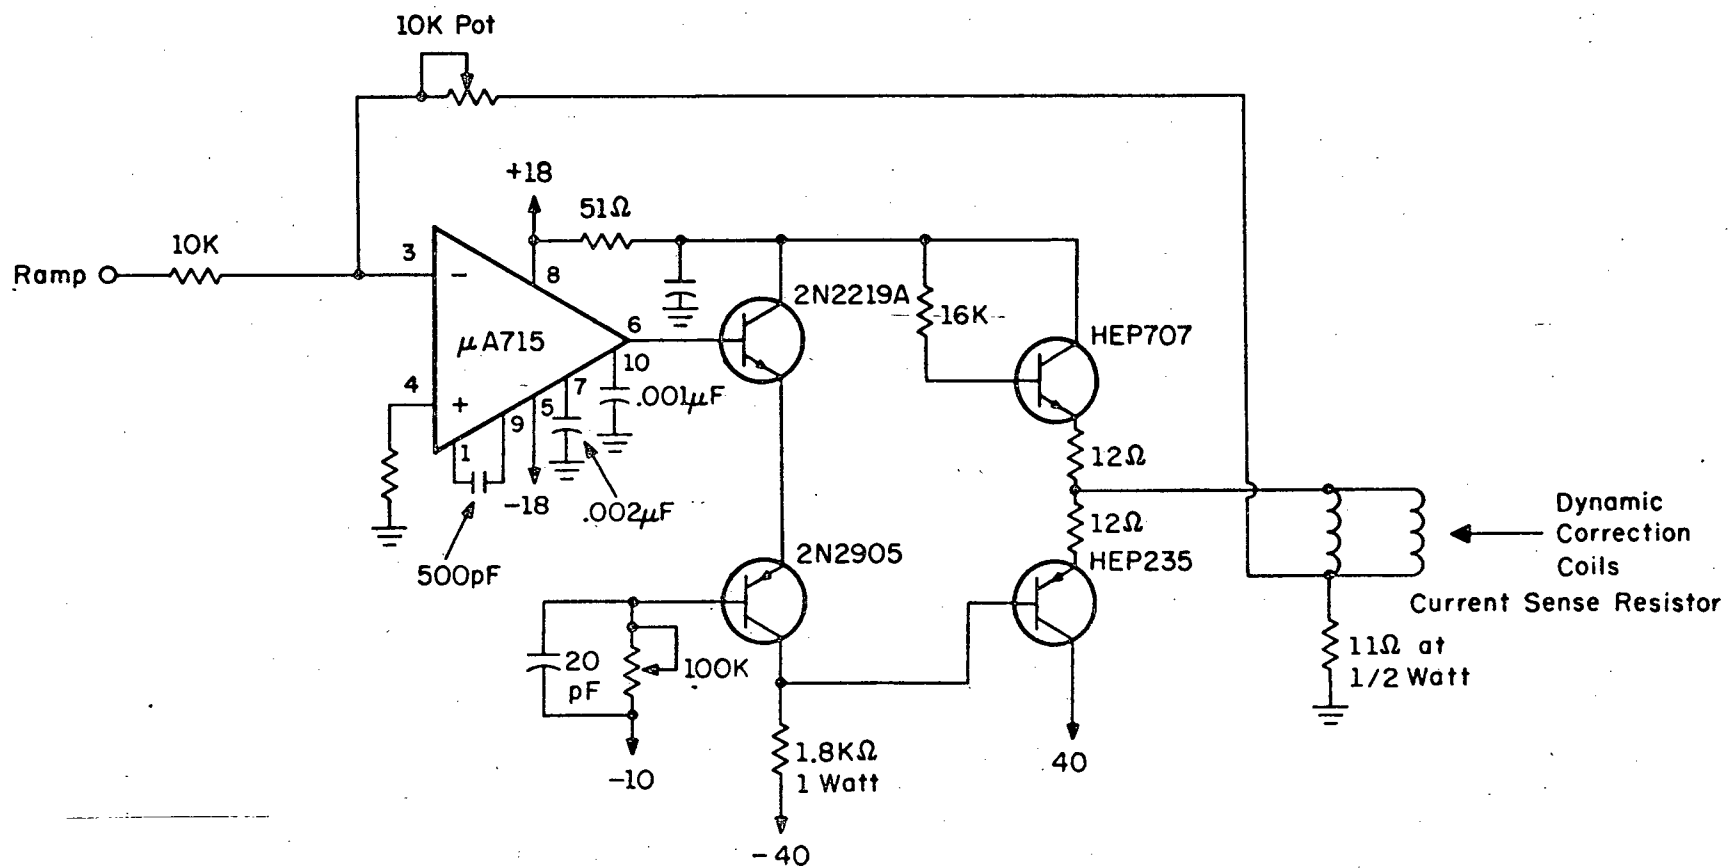 10K Pot
+18
51Ω
10K
3
8
Ramp
−
2N2219A
6
16K
μA715
HEP707
10
4
7
.001μF
+
5
9
12Ω
1
-18
.002μF
12Ω
Dynamic
Correction
Coils
500pF
2N2905
HEP235
Current Sense Resistor
20
pF
100K
11Ω at
1/2 Watt
1.8KΩ
1 Watt
40
-10
-40